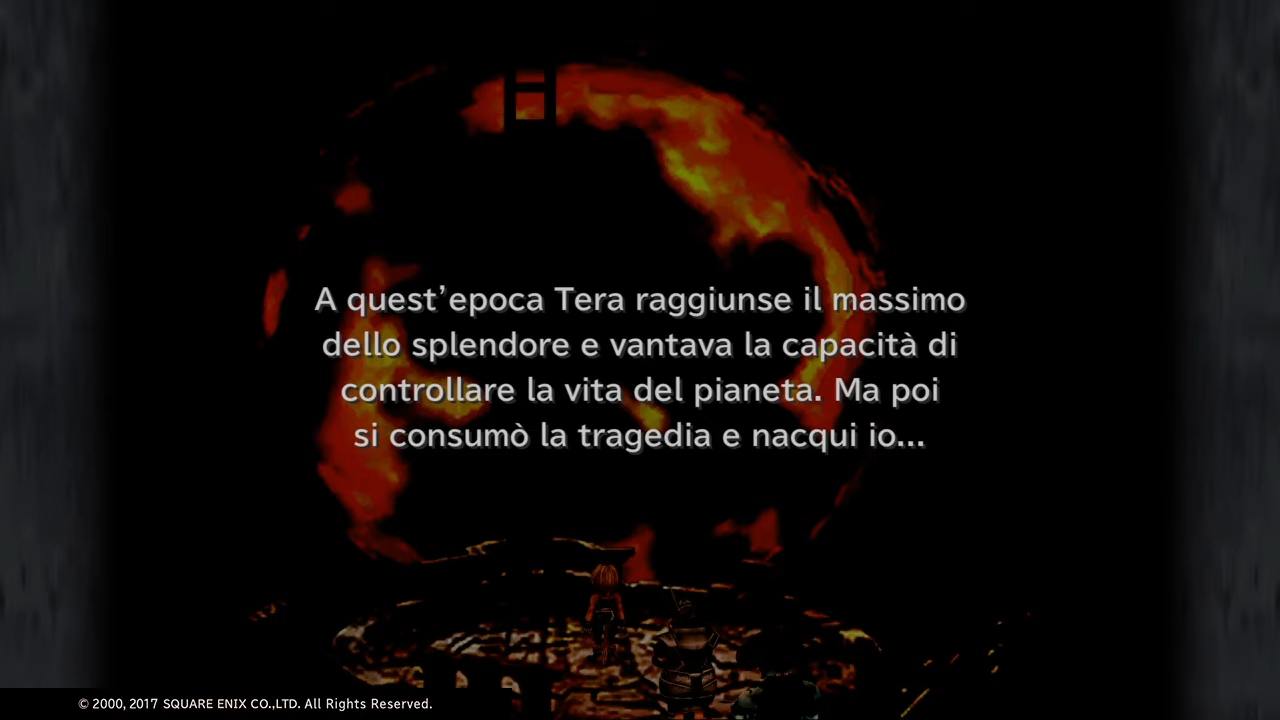 A quest’epoca Tera raggiunse il massimo
dello splendore e vantava la capacità di
controllare la vita del pianeta. Ma poi
si consumò la tragedia e nacqui io...
© 2000, 2017 SQUARE ENIX CO.,LTD. All Rights Reserved.